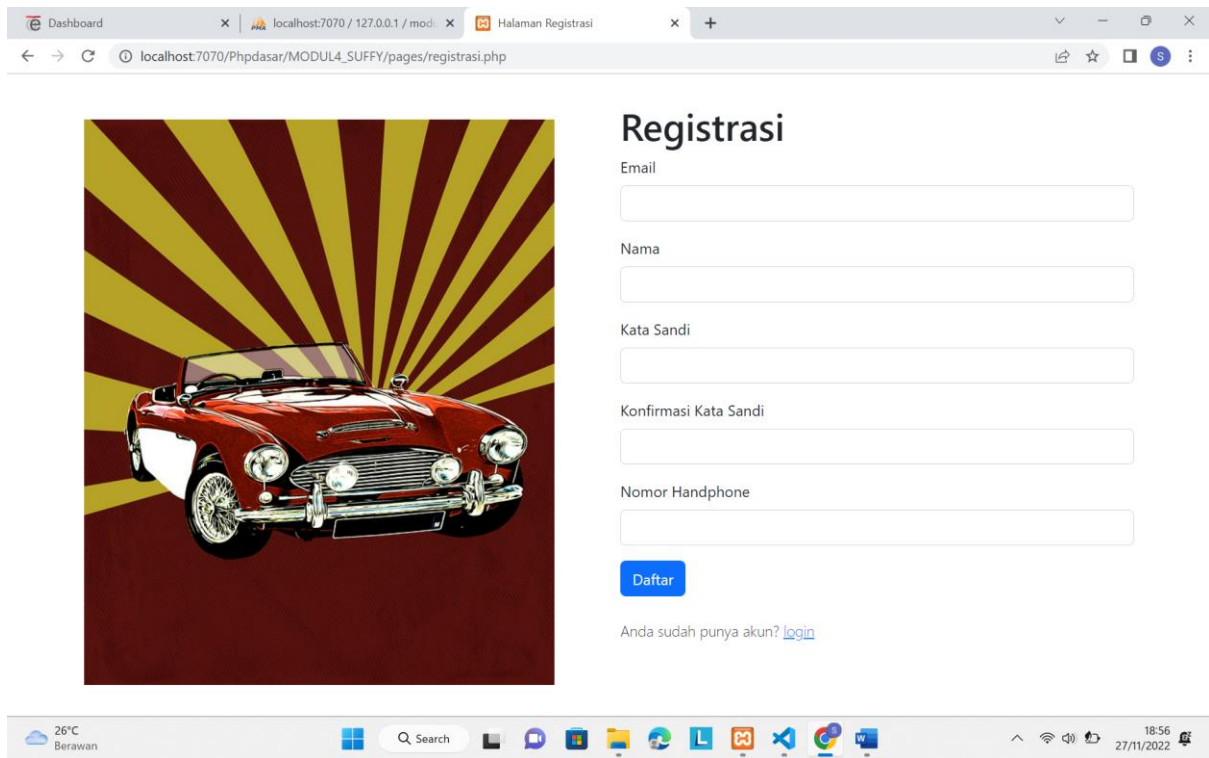 Dashboard
localhost:7070 / 127.0.0.1 / modu
Halaman Registrasi
localhost:7070/Phpdasar/MODUL4_SUFFY/pages/registrasi.php
S
Registrasi
Email
Nama
Kata Sandi
Konfirmasi Kata Sandi
Nomor Handphone
Daftar
Anda sudah punya akun? login
26°C
Berawan
Search
L
18:56
27/11/2022